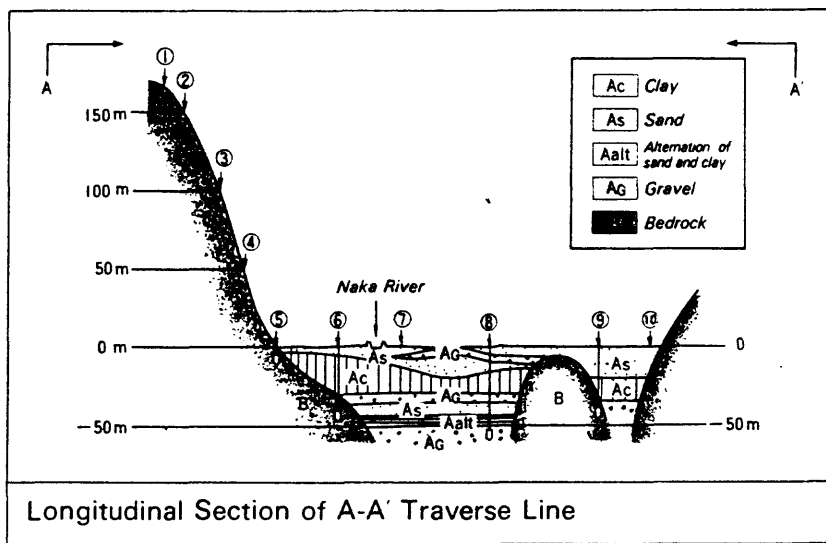 A
A'
①
②
③
④
⑤
⑥
⑦
⑧
⑨
⑩
150 m
100 m
50 m
0 m
−50 m
0
−50 m
Naka River
Ac Clay
As Sand
Aalt Alternation of
sand and clay
AG Gravel
Bedrock
As
AG
Ac
AG
As
Aalt
AG
B
B
As
Ac
Longitudinal Section of A-A' Traverse Line